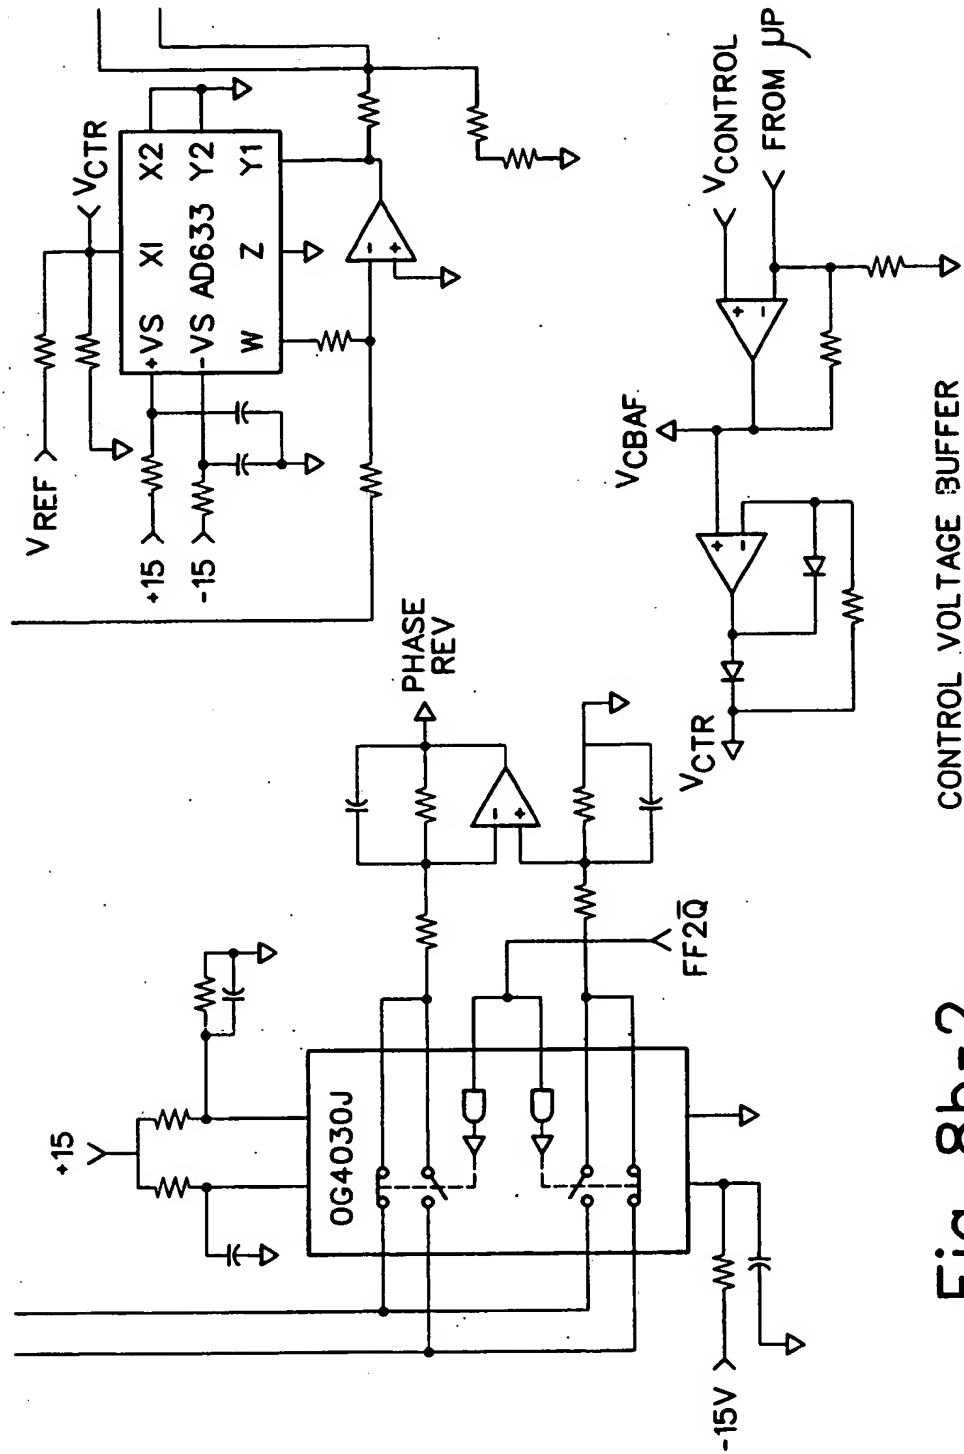 VREF
VCTR
+15
-15
+VS
X1
X2
-VS
AD633
Y2
W
Z
Y1
-
+
+15
OG4030J
PHASE
REV
-
+
FF2Q̅
-15V
VCBAF
VCONTROL
FROM µP
+
-
+
-
VCTR
CONTROL VOLTAGE BUFFER
Fig. 8b-2